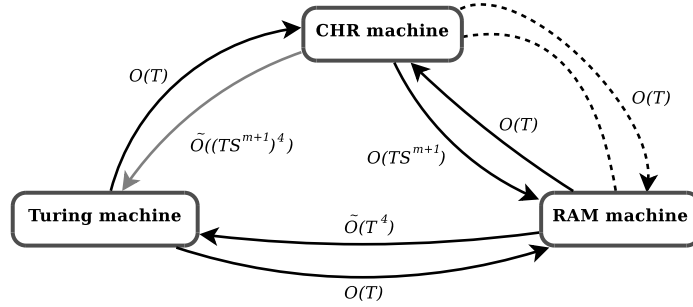 CHR machine
O(T)
O(T)
Õ((TS^{m+1})^4)
O(T)
O(TS^{m+1})
Turing machine
RAM machine
Õ(T^4)
O(T)